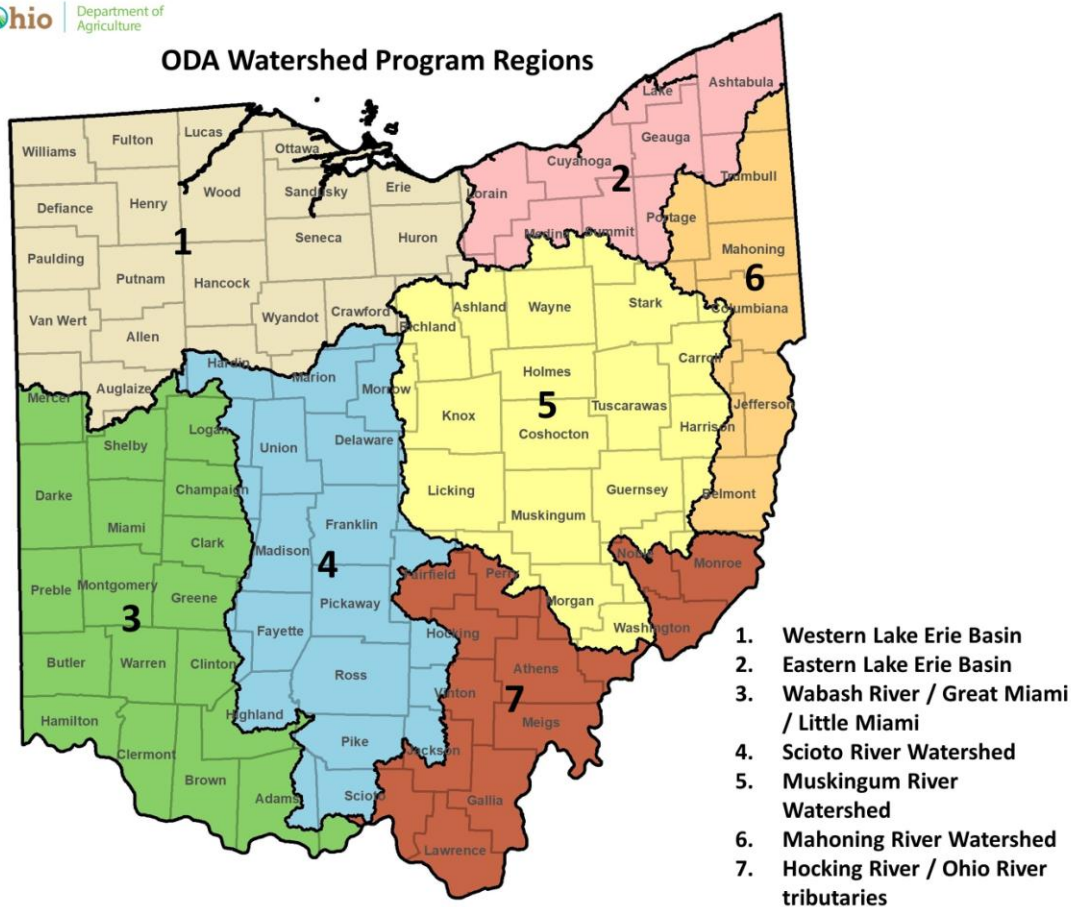 Ohio
Department of
Agriculture
ODA Watershed Program Regions
Ashtabula
Lake
Geauga
Cuyahoga
2
Lorain
Trumbull
Portage
Medina
Summit
Williams
Fulton
Lucas
Ottawa
Defiance
Henry
Wood
Sandusky
Erie
1
Seneca
Huron
Paulding
Putnam
Hancock
Van Wert
Allen
Wyandot
Crawford
Auglaize
Mahoning
6
Columbiana
Jefferson
Belmont
Richland
Ashland
Wayne
Stark
Carroll
Holmes
Knox
5
Tuscarawas
Coshocton
Harrison
Licking
Guernsey
Muskingum
Morgan
Washington
Hardin
Marion
Morrow
Union
Delaware
Franklin
Madison
4
Pickaway
Fayette
Ross
Highland
Pike
Scioto
Mercer
Logan
Shelby
Darke
Champaign
Miami
Clark
Preble
Montgomery
Greene
3
Butler
Warren
Clinton
Hamilton
Clermont
Brown
Adams
Fairfield
Perry
Noble
Monroe
Hocking
Athens
Vinton
7
Meigs
Jackson
Gallia
Lawrence
1. Western Lake Erie Basin
2. Eastern Lake Erie Basin
3. Wabash River / Great Miami
/ Little Miami
4. Scioto River Watershed
5. Muskingum River
Watershed
6. Mahoning River Watershed
7. Hocking River / Ohio River
tributaries